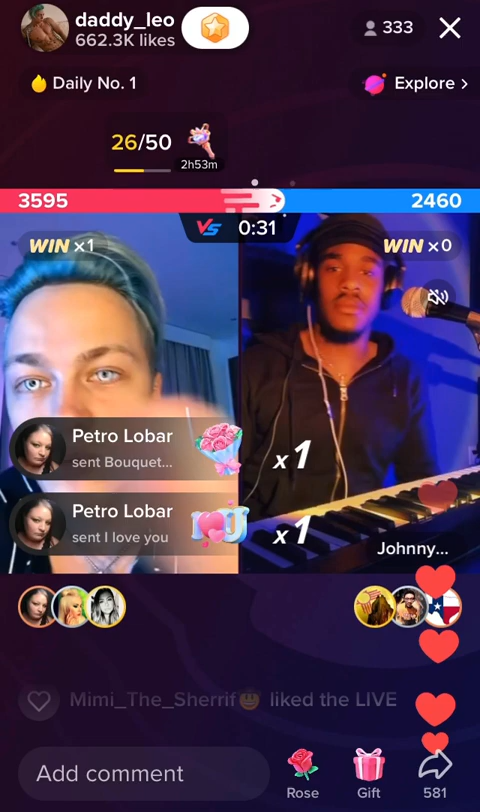 daddy_leo
662.3K likes
333
Daily No. 1
Explore >
26/50
2h53m
3595
2460
VS 0:31
WIN x1
WIN x0
Petro Lobar
sent Bouquet...
x1
Petro Lobar
sent I love you
x1
Johnny...
Mimi_The_Sherrif liked the LIVE
Add comment
Rose
Gift
581